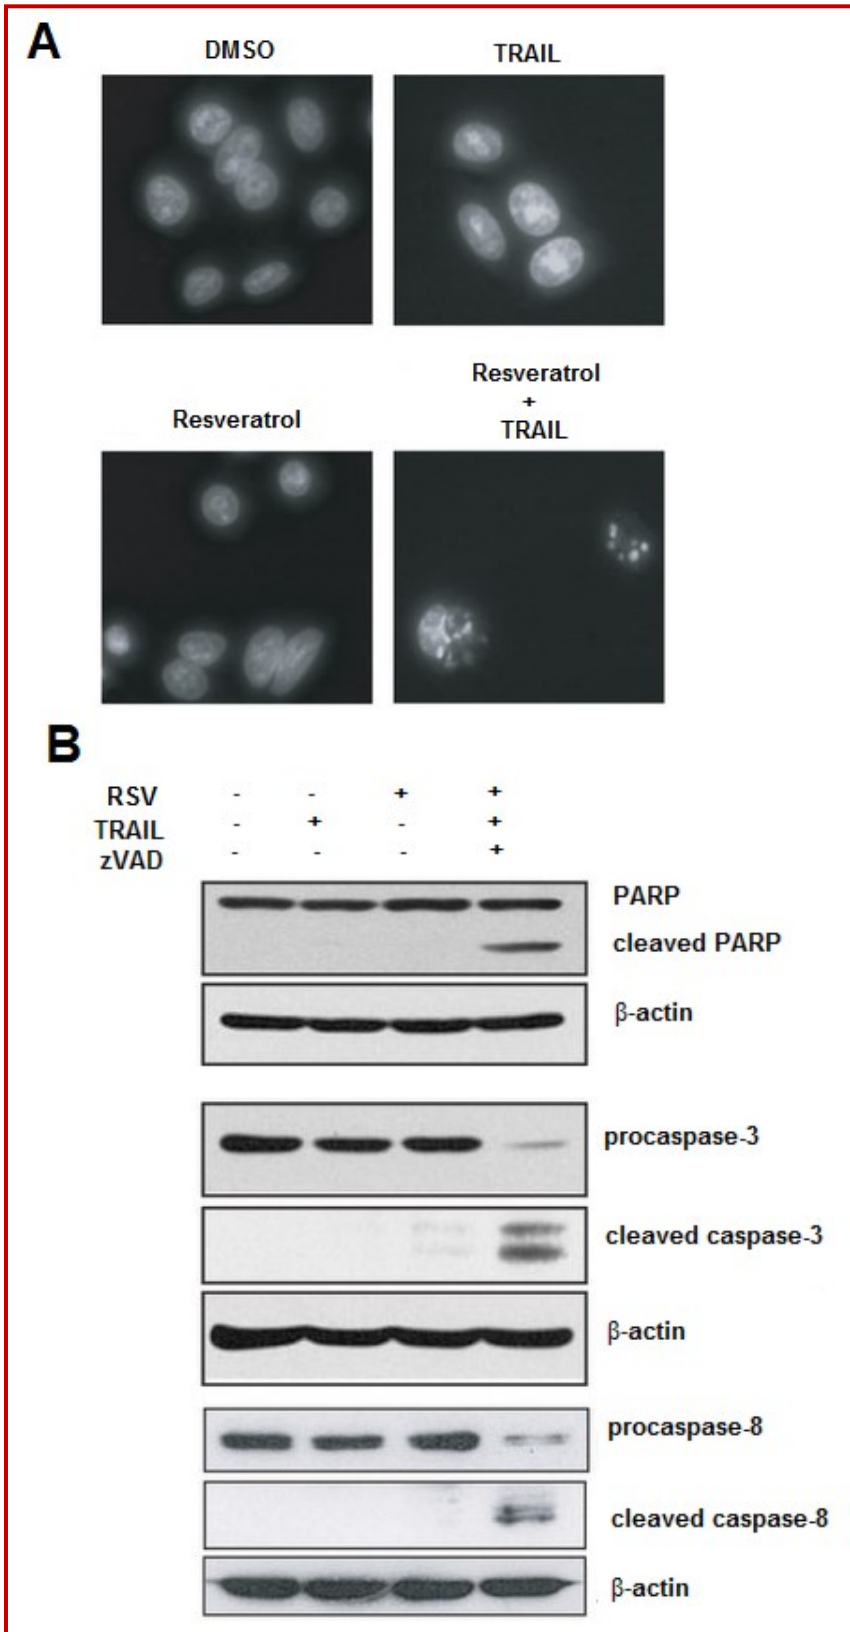 A
DMSO
TRAIL
Resveratrol
Resveratrol
+
TRAIL
B
RSV - - + +
TRAIL - + - +
zVAD - - - +
PARP
cleaved PARP
β-actin
procaspase-3
cleaved caspase-3
β-actin
procaspase-8
cleaved caspase-8
β-actin